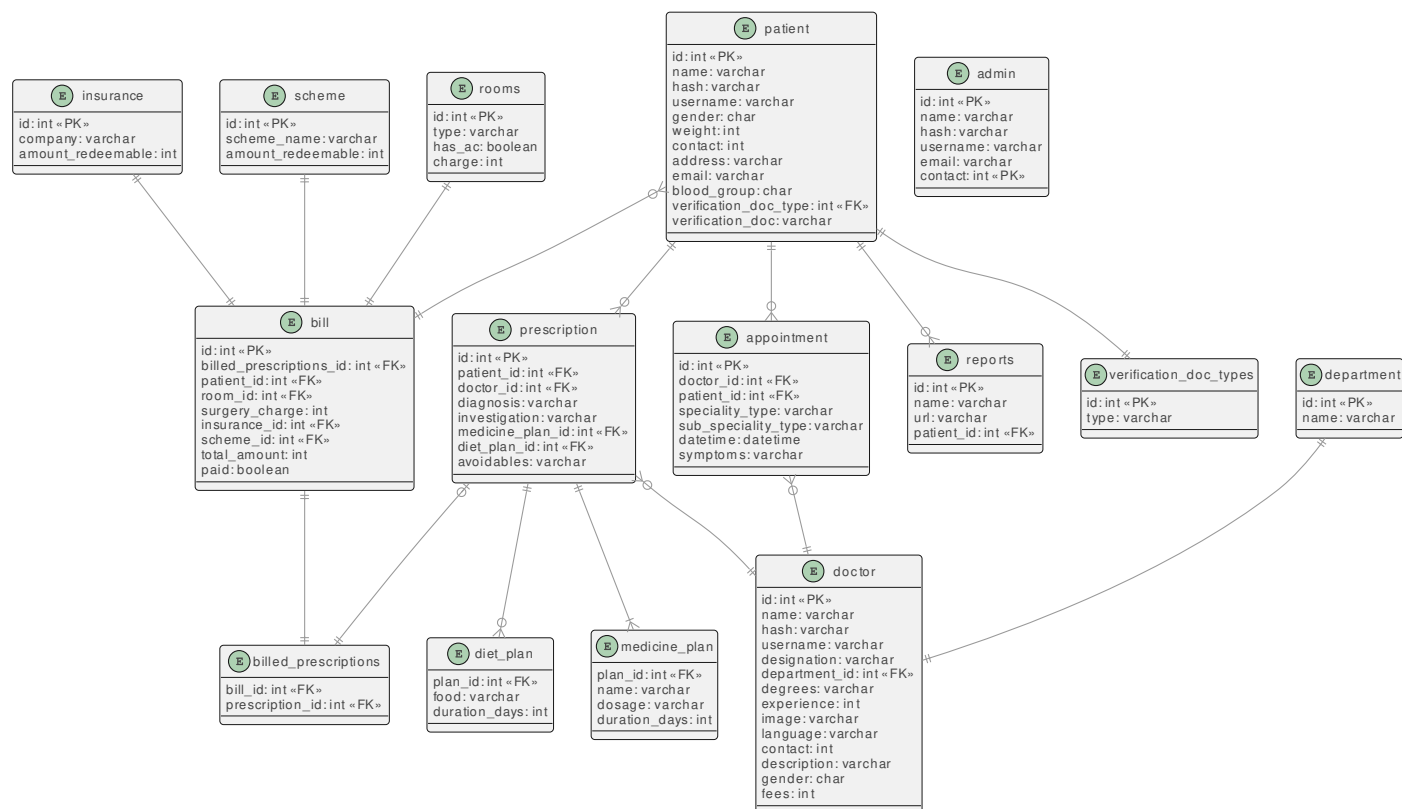 E patient
id: int «PK»
name: varchar
hash: varchar
username: varchar
gender: char
weight: int
contact: int
address: varchar
email: varchar
blood_group: char
verification_doc_type: int «FK»
verification_doc: varchar
E admin
id: int «PK»
name: varchar
hash: varchar
username: varchar
email: varchar
contact: int «PK»
E insurance
id: int «PK»
company: varchar
amount_redeemable: int
E scheme
id: int «PK»
scheme_name: varchar
amount_redeemable: int
E rooms
id: int «PK»
type: varchar
has_ac: boolean
charge: int
E bill
id: int «PK»
billed_prescriptions_id: int «FK»
patient_id: int «FK»
room_id: int «FK»
surgery_charge: int
insurance_id: int «FK»
scheme_id: int «FK»
total_amount: int
paid: boolean
E prescription
id: int «PK»
patient_id: int «FK»
doctor_id: int «FK»
diagnosis: varchar
investigation: varchar
medicine_plan_id: int «FK»
diet_plan_id: int «FK»
avoidables: varchar
E appointment
id: int «PK»
doctor_id: int «FK»
patient_id: int «FK»
speciality_type: varchar
sub_speciality_type: varchar
datetime: datetime
symptoms: varchar
E reports
id: int «PK»
name: varchar
url: varchar
patient_id: int «FK»
E verification_doc_types
id: int «PK»
type: varchar
E department
id: int «PK»
name: varchar
E billed_prescriptions
bill_id: int «FK»
prescription_id: int «FK»
E diet_plan
plan_id: int «FK»
food: varchar
duration_days: int
E medicine_plan
plan_id: int «FK»
name: varchar
dosage: varchar
duration_days: int
E doctor
id: int «PK»
name: varchar
hash: varchar
username: varchar
designation: varchar
department_id: int «FK»
degrees: varchar
experience: int
image: varchar
language: varchar
contact: int
description: varchar
gender: char
fees: int